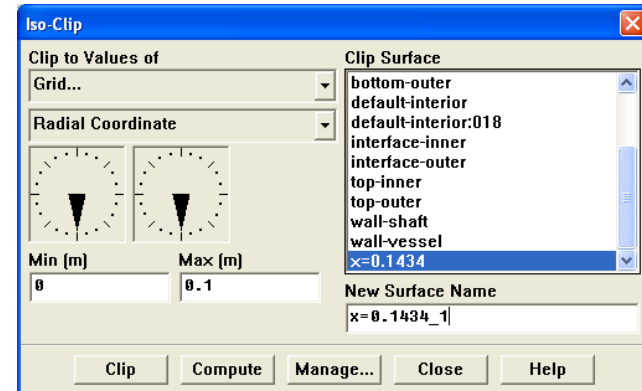 Iso-Clip
Clip to Values of
Grid...
Radial Coordinate
Min (m)
Max (m)
0
0.1
Clip Surface
bottom-outer
default-interior
default-interior:018
interface-inner
interface-outer
top-inner
top-outer
wall-shaft
wall-vessel
x=0.1434
New Surface Name
x=0.1434_1
Clip
Compute
Manage...
Close
Help